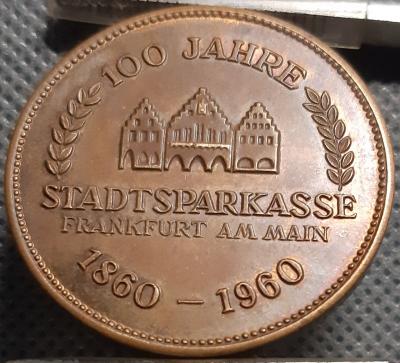 100 JAHRE
STADTSPARKASSE
FRANKFURT AM MAIN
1860 – 1960